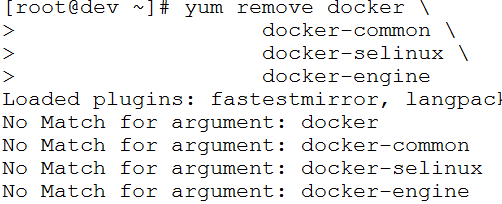 [root@dev ~]# yum remove docker \
> docker-common \
> docker-selinux \
> docker-engine
Loaded plugins: fastestmirror, langpack
No Match for argument: docker
No Match for argument: docker-common
No Match for argument: docker-selinux
No Match for argument: docker-engine